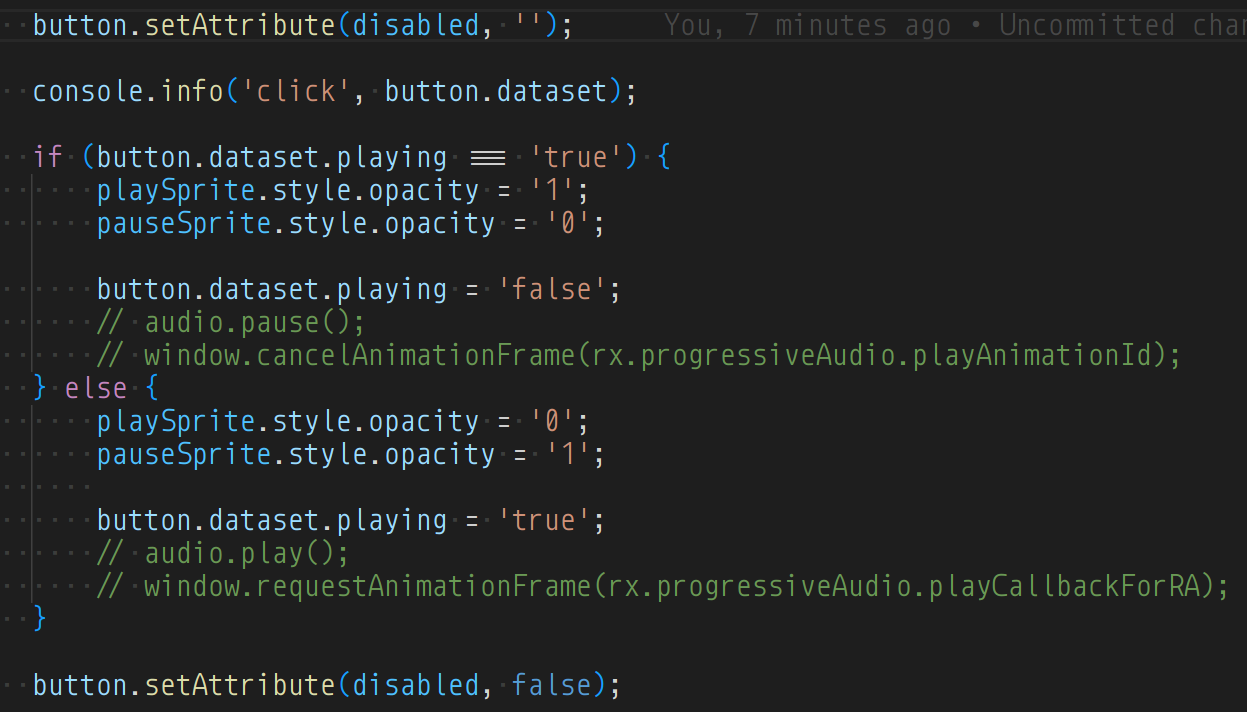 button.setAttribute(disabled, ''); You, 7 minutes ago • Uncommitted
console.info('click', button.dataset);
if (button.dataset.playing === 'true') {
playSprite.style.opacity = '1';
pauseSprite.style.opacity = '0';
button.dataset.playing = 'false';
// audio.pause();
// window.cancelAnimationFrame(rx.progressiveAudio.playAnimationId);
} else {
playSprite.style.opacity = '0';
pauseSprite.style.opacity = '1';
button.dataset.playing = 'true';
// audio.play();
// window.requestAnimationFrame(rx.progressiveAudio.playCallbackForRA);
}
button.setAttribute(disabled, false);